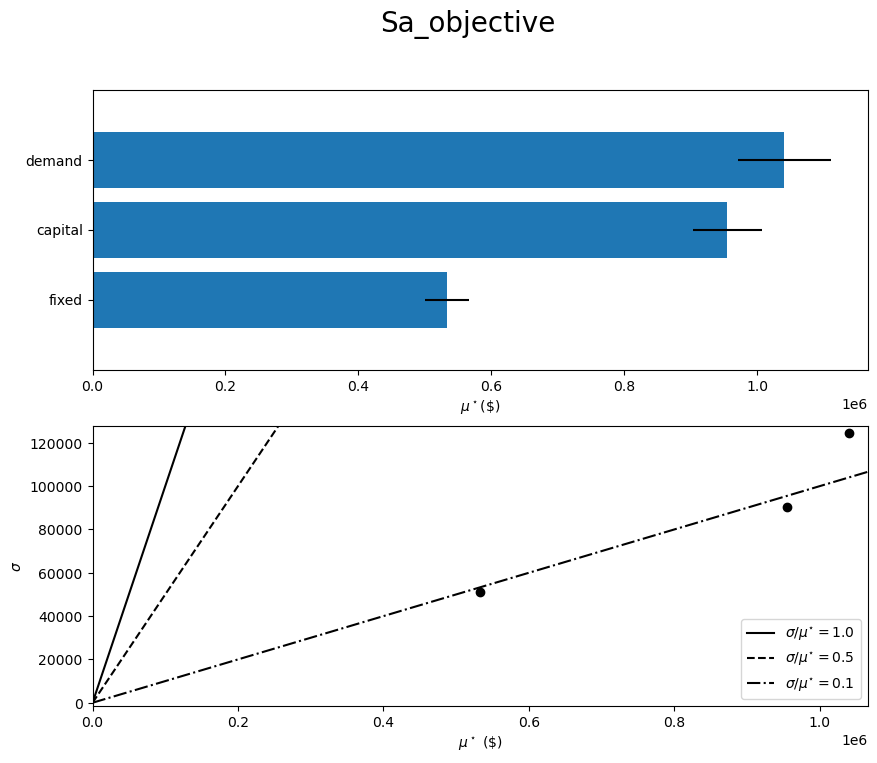 Sa_objective
demand
capital
fixed
0.0 0.2 0.4 0.6 0.8 1.0
μ⋆($)
1e6
120000
100000
80000
60000
40000
20000
0
σ
σ/μ⋆ = 1.0
σ/μ⋆ = 0.5
σ/μ⋆ = 0.1
0.0 0.2 0.4 0.6 0.8 1.0
μ⋆ ($)
1e6